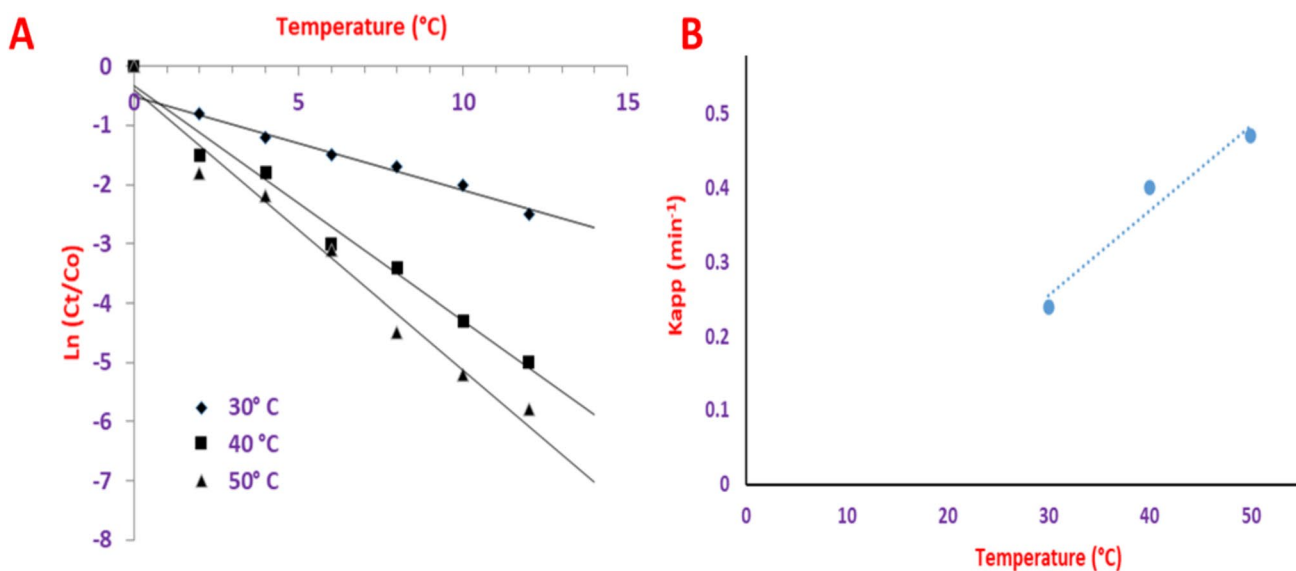 A
Temperature (°C)
0
0
5
10
15
-1
-2
-3
-4
-5
-6
-7
-8
Ln (Ct/Co)
30° C
40 °C
50° C
B
0.5
0.4
0.3
0.2
0.1
0
Kapp (min⁻¹)
0
10
20
30
40
50
Temperature (°C)